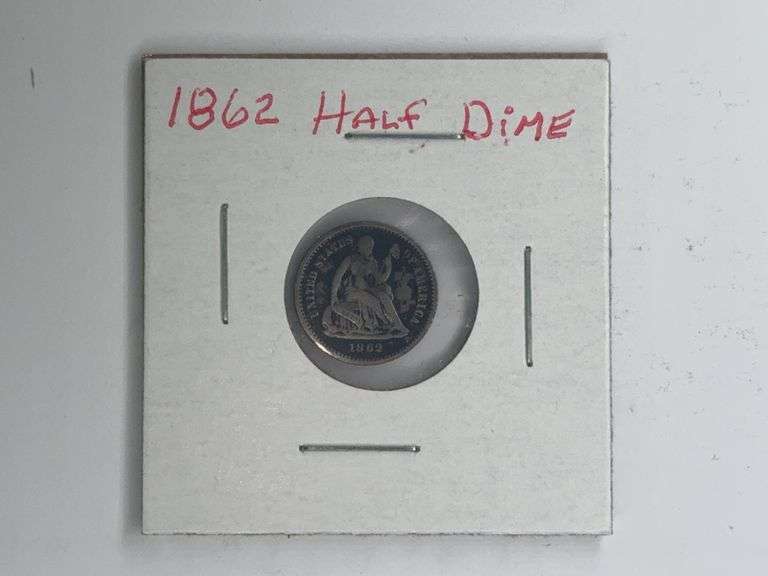 1862 HALF DiME
UNITED STATES OF AMERICA
1862